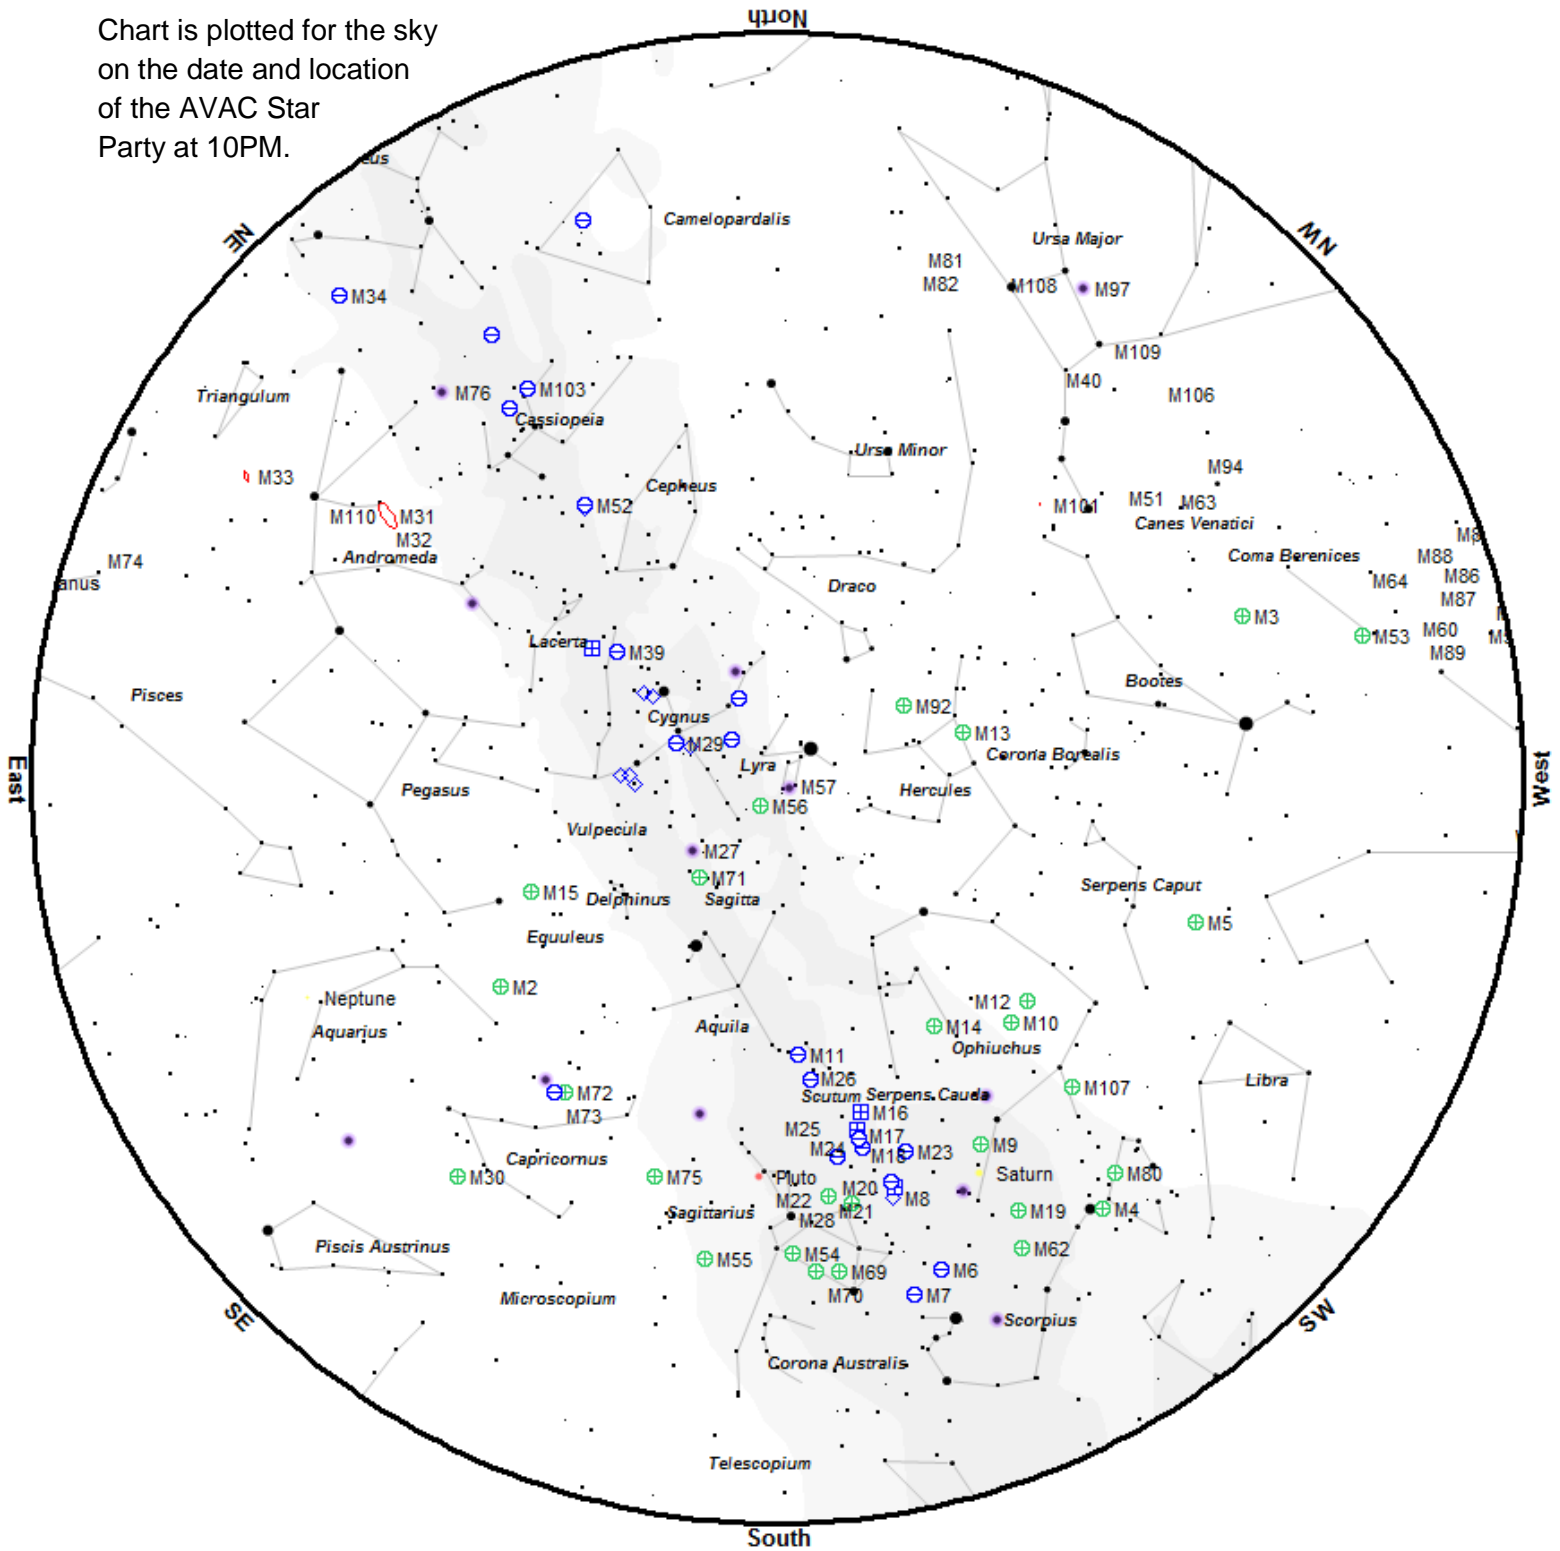 North
Chart is plotted for the sky
on the date and location
of the AVAC Star
Party at 10PM.
eus
Camelopardalis
NE
Ursa Major
NW
M81
M82
M108
M97
M34
M109
M40
M106
Triangulum
M76
M103
Cassiopeia
Ursa Minor
M94
M33
Cepheus
M52
M101
M51
M63
Canes Venatici
M110
M31
M32
Andromeda
M74
anus
Coma Berenices
M88
M64
M86
M87
Draco
M3
M53
M60
M89
Lacerta
M39
Pisces
Bootes
Cygnus
M92
M29
M13
Corona Borealis
Lyra
East
West
Pegasus
M57
M56
Hercules
Vulpecula
M27
M71
Serpens Caput
M15
Delphinus
Sagitta
M5
Equuleus
M2
Neptune
Aquarius
Aquila
M12
M14
M10
Ophiuchus
M11
M26
Scutum
Serpens Cauda
M107
Libra
M72
M73
M16
M25
M17
M24
M18
M23
M9
Capricornus
M30
M75
Pluto
Saturn
M80
M20
M22
M8
M21
M28
Sagittarius
M19
M4
Piscis Austrinus
M55
M54
M62
M69
M6
M70
M7
Microscopium
Scorpius
SE
SW
Corona Australis
Telescopium
South